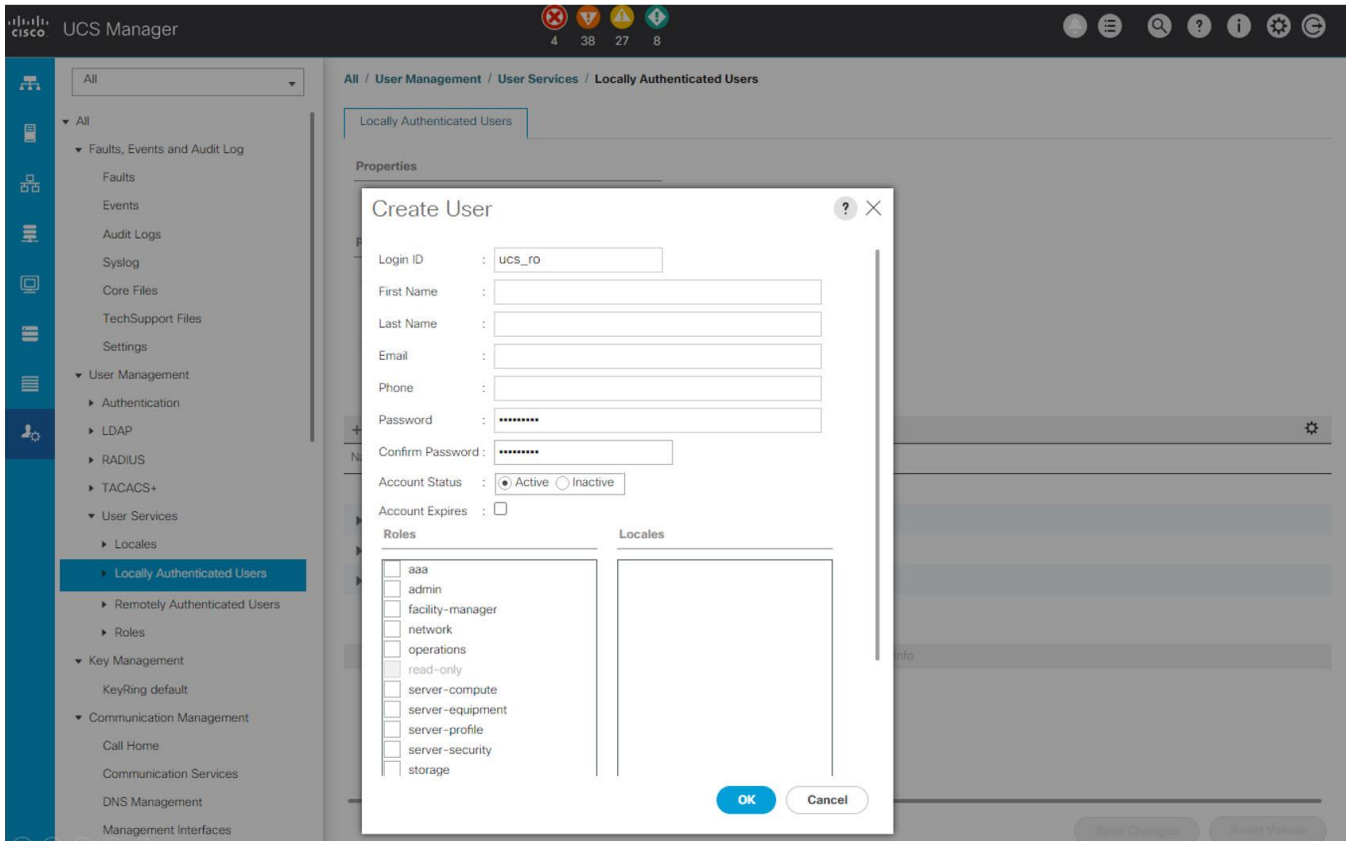 cisco. UCS Manager
4 38 27 8
All
All
Faults, Events and Audit Log
Faults
Events
Audit Logs
Syslog
Core Files
TechSupport Files
Settings
User Management
Authentication
LDAP
RADIUS
TACACS+
User Services
Locales
Locally Authenticated Users
Remotely Authenticated Users
Roles
Key Management
KeyRing default
Communication Management
Call Home
Communication Services
DNS Management
Management Interfaces
All / User Management / User Services / Locally Authenticated Users
Locally Authenticated Users
Properties
Create User
Login ID : ucs_ro
First Name :
Last Name :
Email :
Phone :
Password : •••••••••
Confirm Password : •••••••••
Account Status : Active Inactive
Account Expires :
Roles Locales
aaa
admin
facility-manager
network
operations
read-only
server-compute
server-equipment
server-profile
server-security
storage
OK Cancel
Save Changes Reset Values